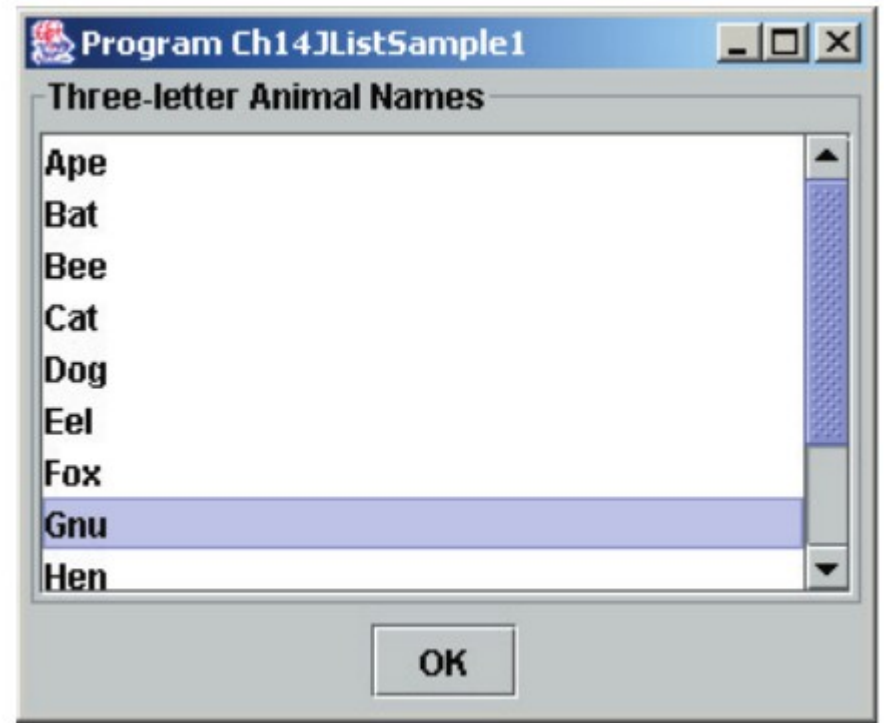 Program Ch14JListSample1
Three-letter Animal Names
Ape
Bat
Bee
Cat
Dog
Eel
Fox
Gnu
Hen
OK